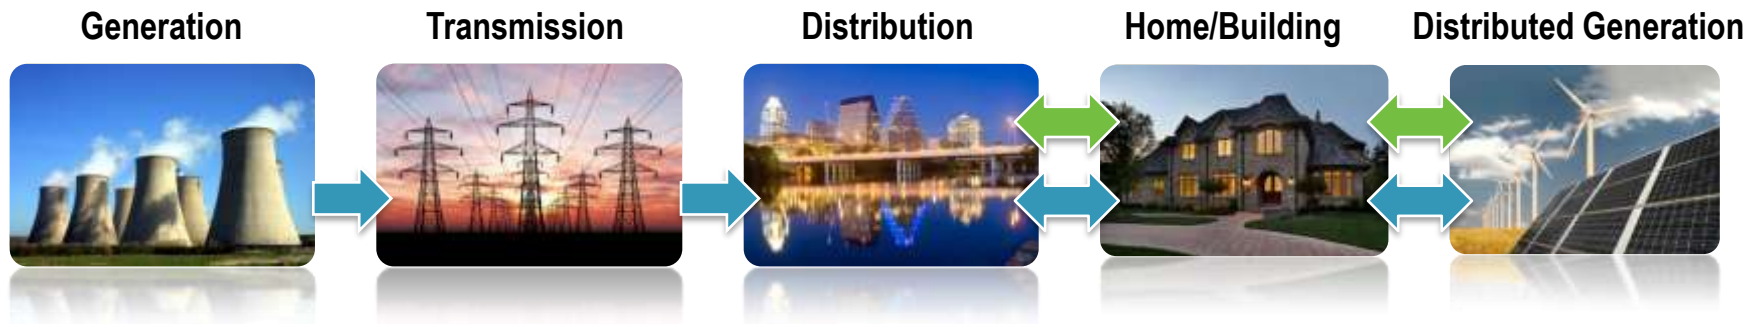 Generation
Transmission
Distribution
Home/Building
Distributed Generation